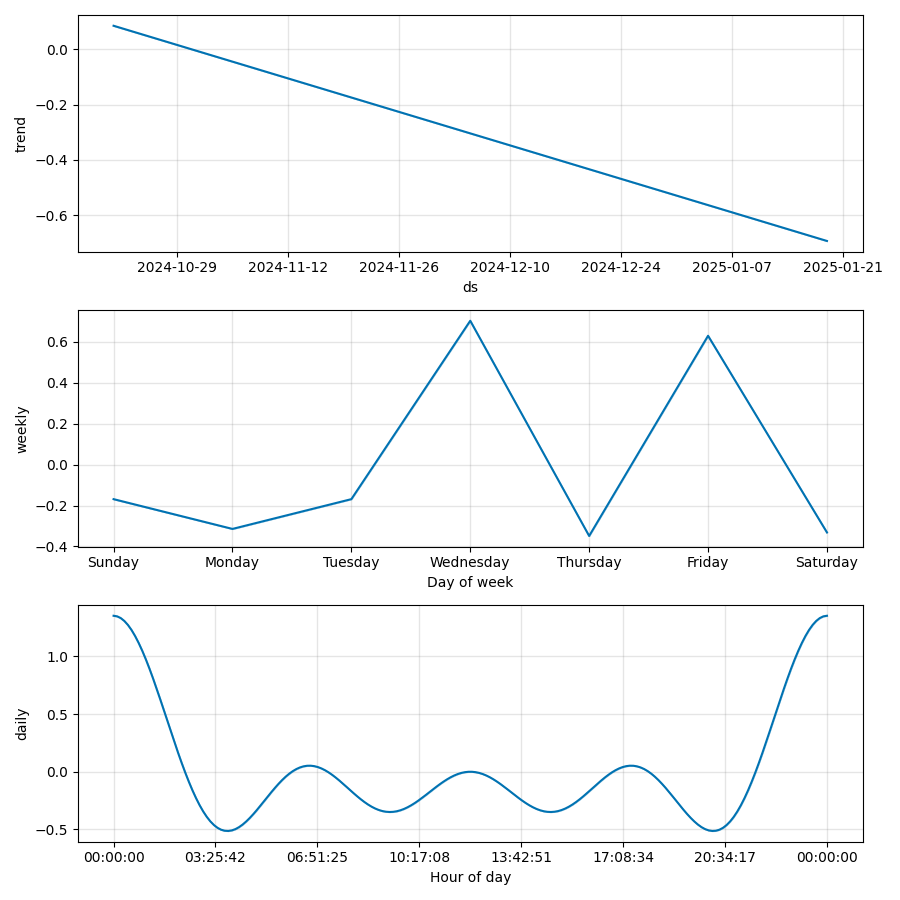 trend
0.0
−0.2
−0.4
−0.6
2024-10-29 2024-11-12 2024-11-26 2024-12-10 2024-12-24 2025-01-07 2025-01-21
ds
weekly
0.6
0.4
0.2
0.0
−0.2
−0.4
Sunday Monday Tuesday Wednesday Thursday Friday Saturday
Day of week
daily
1.0
0.5
0.0
−0.5
00:00:00 03:25:42 06:51:25 10:17:08 13:42:51 17:08:34 20:34:17 00:00:00
Hour of day